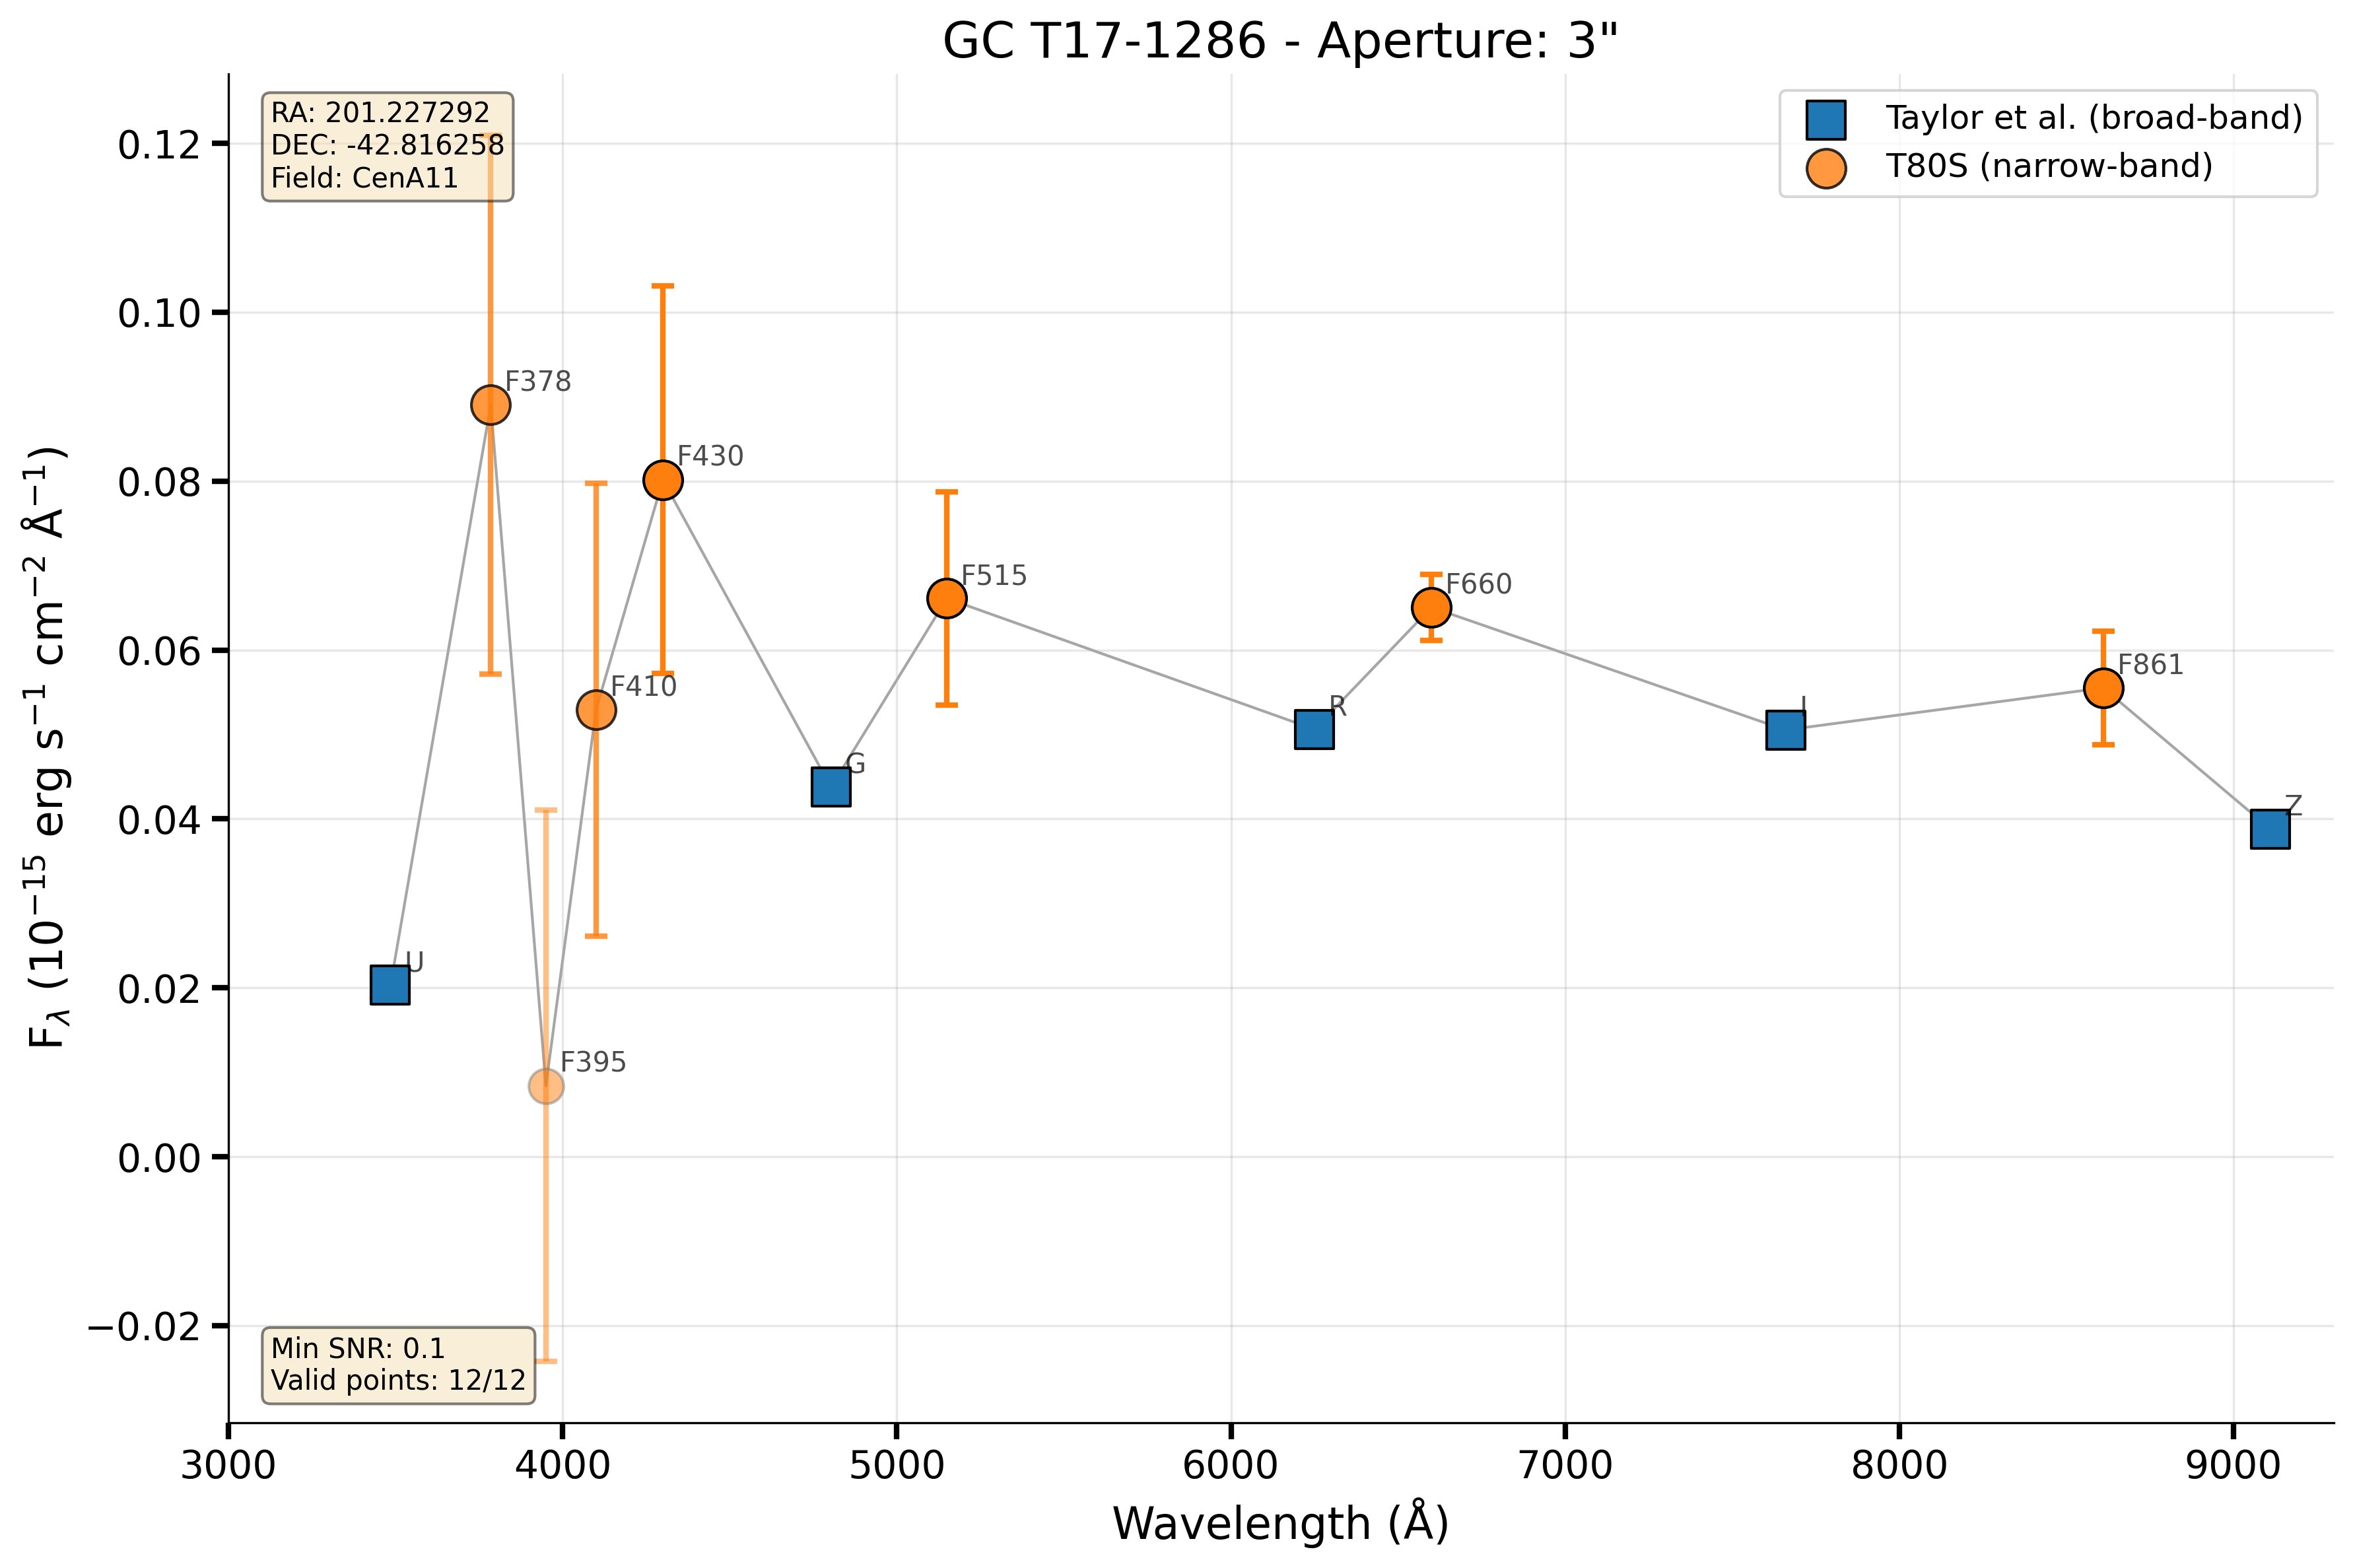 GC T17-1286 - Aperture: 3"
RA: 201.227292
DEC: -42.816258
Field: CenA11
Taylor et al. (broad-band)
T80S (narrow-band)
0.12
0.10
0.08
0.06
0.04
0.02
0.00
−0.02
F$_λ$ (10$^{−15}$ erg s$^{−1}$ cm$^{−2}$ Å$^{−1}$)
F378
F430
F515
F660
F861
F410
R
I
G
Z
U
F395
Min SNR: 0.1
Valid points: 12/12
3000 4000 5000 6000 7000 8000 9000
Wavelength (Å)